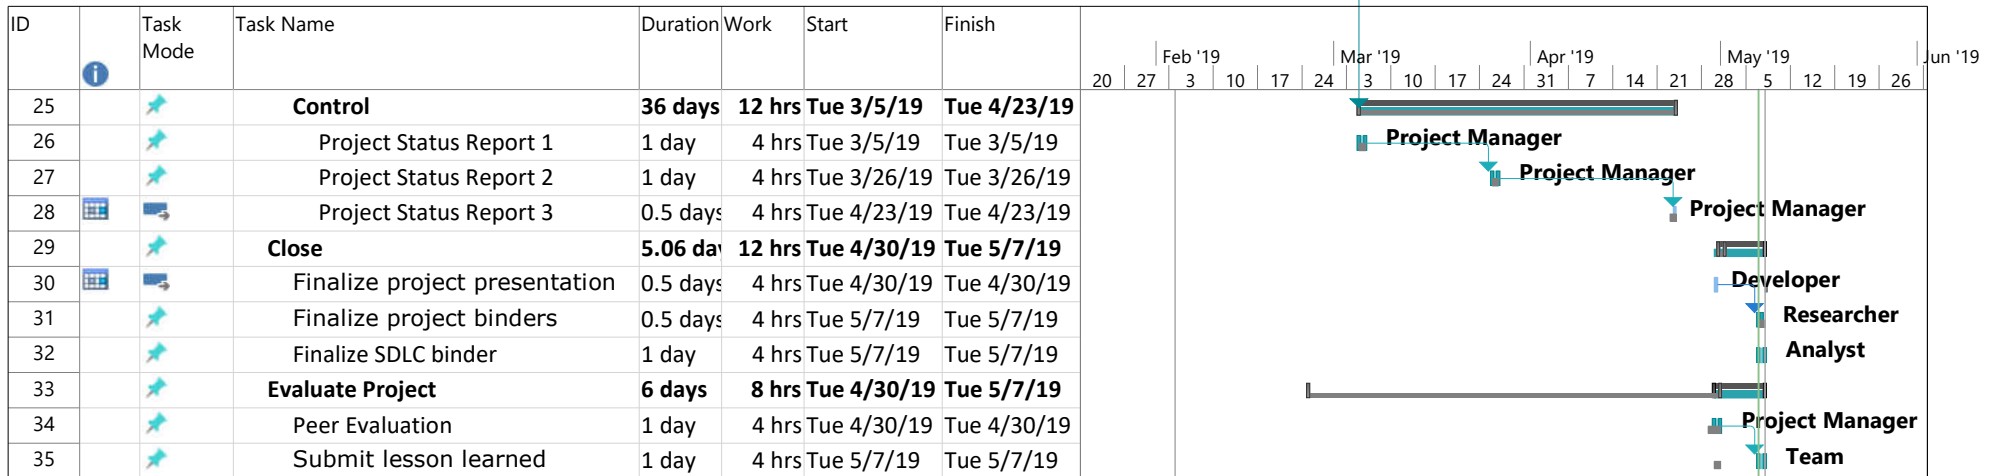 ID Task Mode Task Name Duration Work Start Finish
Feb '19 Mar '19 Apr '19 May '19 Jun '19
20 27 3 10 17 24 3 10 17 24 31 7 14 21 28 5 12 19 26
25 Control 36 days 12 hrs Tue 3/5/19 Tue 4/23/19
26 Project Status Report 1 1 day 4 hrs Tue 3/5/19 Tue 3/5/19 Project Manager
27 Project Status Report 2 1 day 4 hrs Tue 3/26/19 Tue 3/26/19 Project Manager
28 Project Status Report 3 0.5 days 4 hrs Tue 4/23/19 Tue 4/23/19 Project Manager
29 Close 5.06 day 12 hrs Tue 4/30/19 Tue 5/7/19
30 Finalize project presentation 0.5 days 4 hrs Tue 4/30/19 Tue 4/30/19 Developer
31 Finalize project binders 0.5 days 4 hrs Tue 5/7/19 Tue 5/7/19 Researcher
32 Finalize SDLC binder 1 day 4 hrs Tue 5/7/19 Tue 5/7/19 Analyst
33 Evaluate Project 6 days 8 hrs Tue 4/30/19 Tue 5/7/19
34 Peer Evaluation 1 day 4 hrs Tue 4/30/19 Tue 4/30/19 Project Manager
35 Submit lesson learned 1 day 4 hrs Tue 5/7/19 Tue 5/7/19 Team